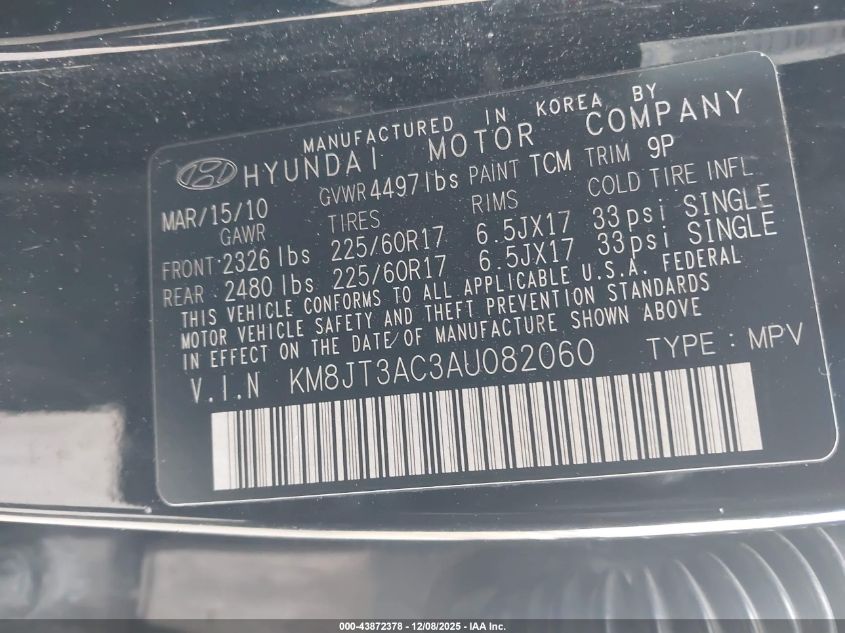 MANUFACTURED IN KOREA BY
HYUNDAI MOTOR COMPANY
MAR/15/10 GVWR 4497 lbs PAINT TCM TRIM 9P
GAWR TIRES RIMS COLD TIRE INFL
FRONT 2326 lbs 225/60R17 6.5JX17 33psi SINGLE
REAR 2480 lbs 225/60R17 6.5JX17 33psi SINGLE
THIS VEHICLE CONFORMS TO ALL APPLICABLE U.S.A. FEDERAL
MOTOR VEHICLE SAFETY AND THEFT PREVENTION STANDARDS
IN EFFECT ON THE DATE/OF MANUFACTURE SHOWN ABOVE
V.I.N KM8JT3AC3AU082060 TYPE : MPV
000-43872378 - 12/08/2025 - IAA Inc.